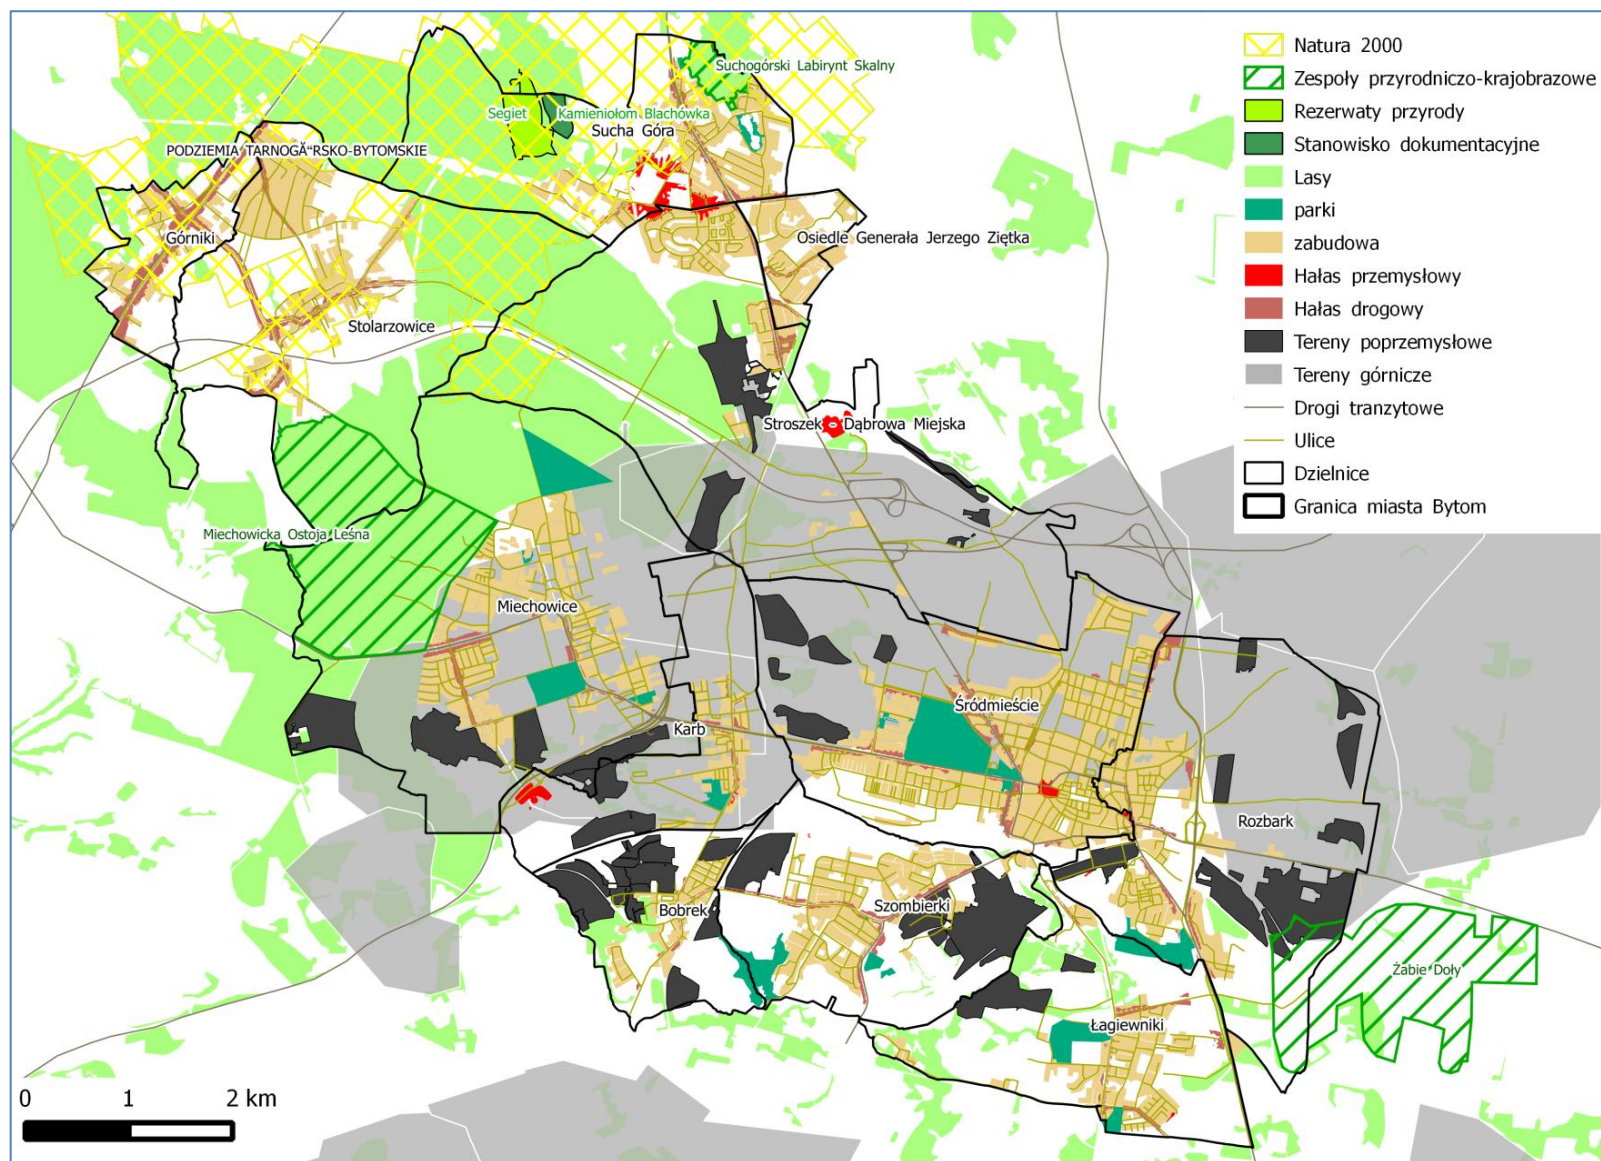 Natura 2000
Zespoły przyrodniczo-krajobrazowe
Rezerwaty przyrody
Stanowisko dokumentacyjne
Lasy
parki
zabudowa
Hałas przemysłowy
Hałas drogowy
Tereny poprzemysłowe
Tereny górnicze
Drogi tranzytowe
Ulice
Dzielnice
Granica miasta Bytom
Suchogórski Labirynt Skalny
Segiet
Kamieniołom Blachówka
Sucha Góra
PODZIEMIA TARNOGĂ“RSKO-BYTOMSKIE
Górniki
Osiedle Generała Jerzego Ziętka
Stolarzowice
Stroszek - Dąbrowa Miejska
Miechowicka Ostoja Leśna
Miechowice
Śródmieście
Karb
Rozbark
Bobrek
Szombierki
Żabie Doły
Łagiewniki
0 1 2 km